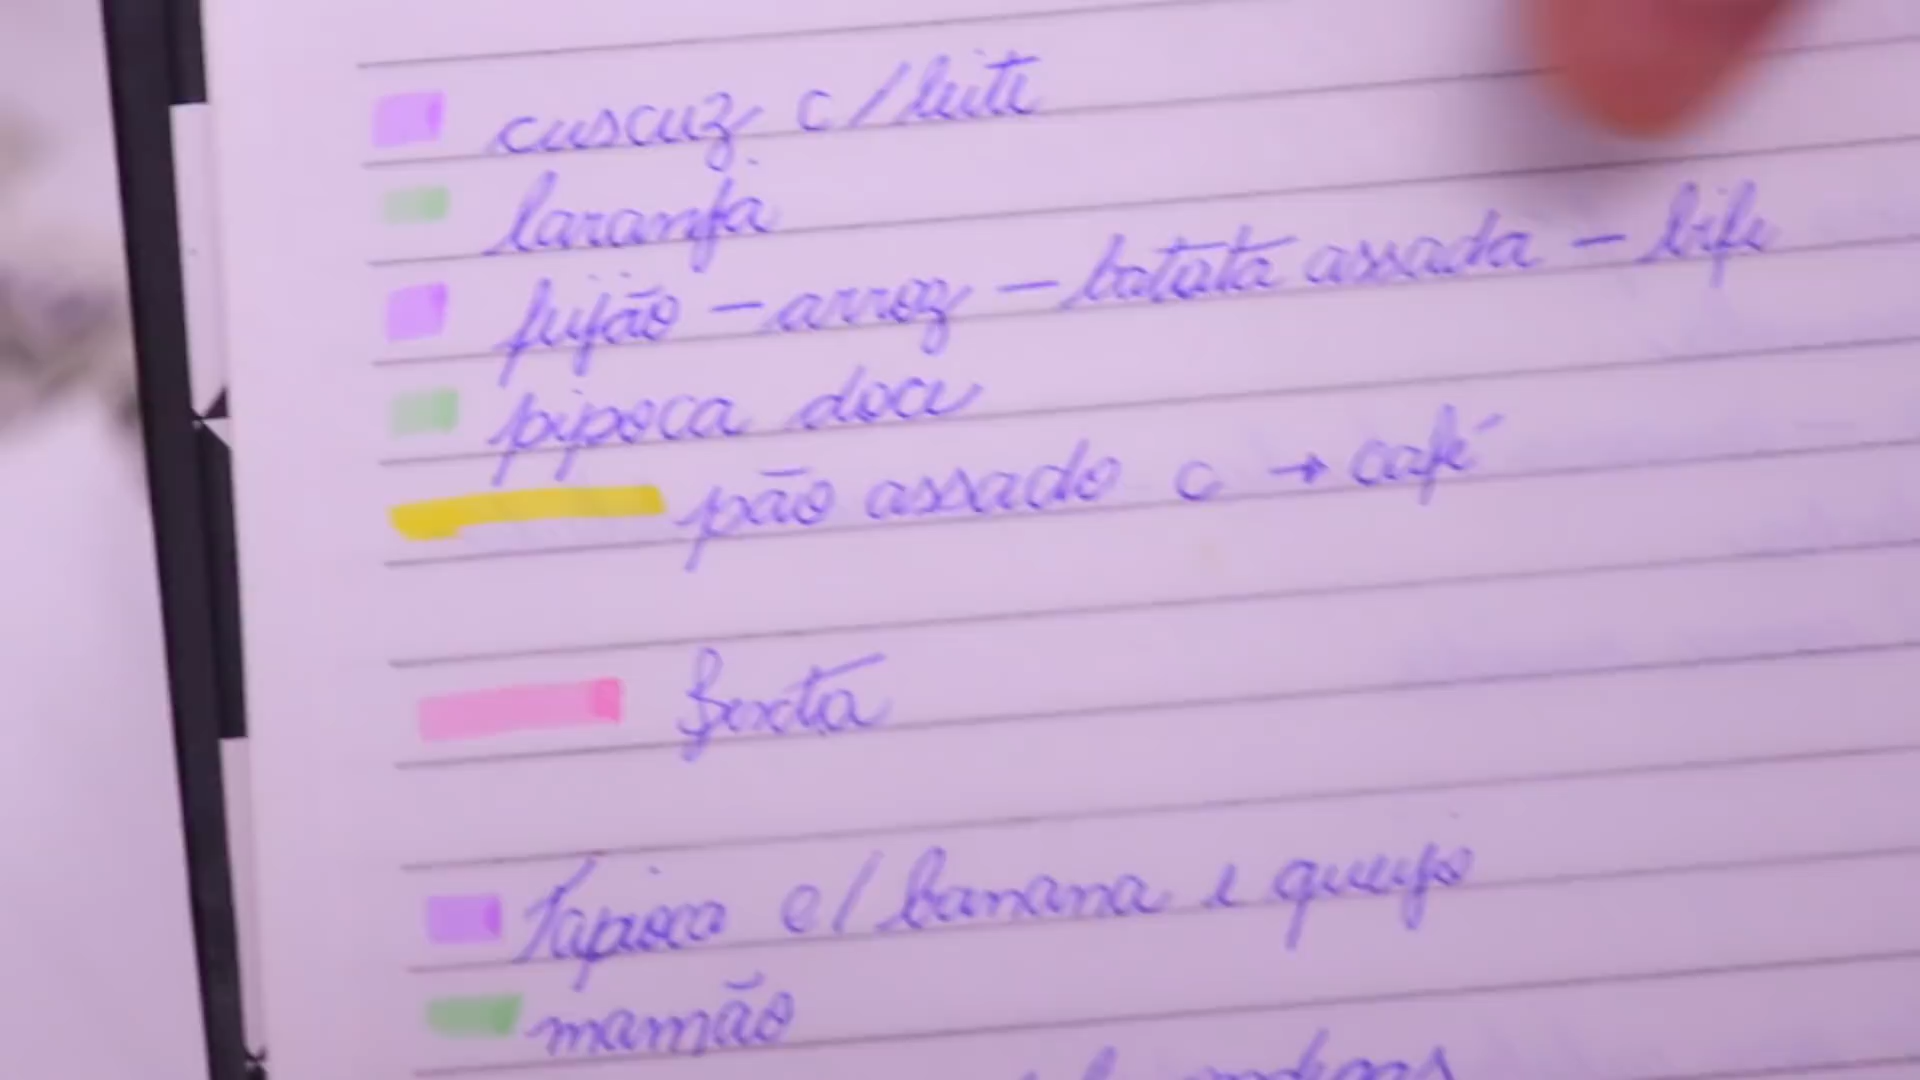 cuscuz c/leite
laranja
feijão - arroz - batata assada - bife
pipoca doce
pão assado c → café
Sexta
Tapioca c/ banana e queijo
mamão